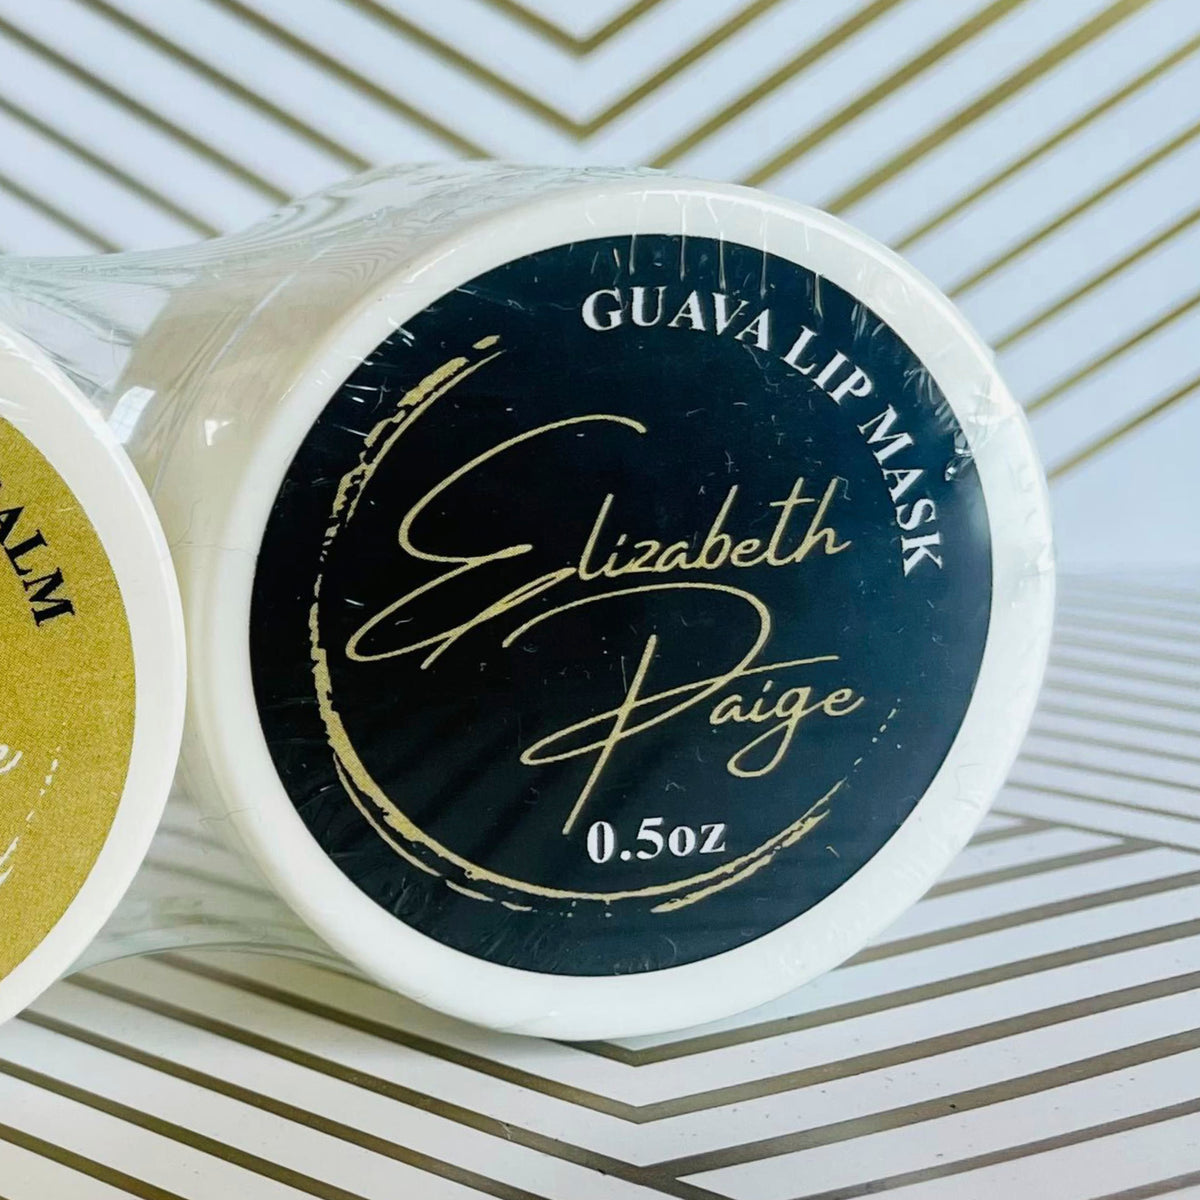 ALM
e
GUAVA LIP MASK
Elizabeth
Paige
0.5oz